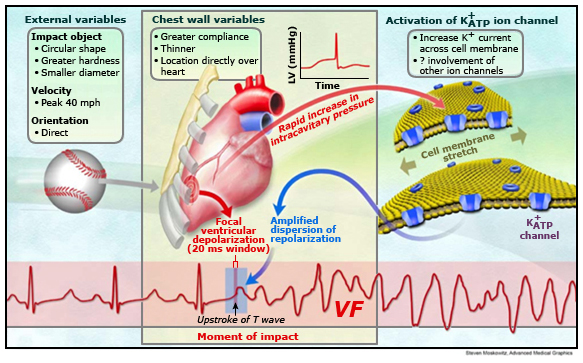 External variables
Impact object
• Circular shape
• Greater hardness
• Smaller diameter
Velocity
• Peak 40 mph
Orientation
• Direct
Chest wall variables
• Greater compliance
• Thinner
• Location directly over
heart
LV (mmHg)
Time
Rapid increase in
intracavitary pressure
Focal
ventricular
depolarization
(20 ms window)
Amplified
dispersion of
repolarization
Activation of K+ATP ion channel
• Increase K+ current
across cell membrane
• ? involvement of
other ion channels
Cell membrane
stretch
K+ATP
channel
VF
Upstroke of T wave
Moment of impact
Steven Moskowitz, Advanced Medical Graphics